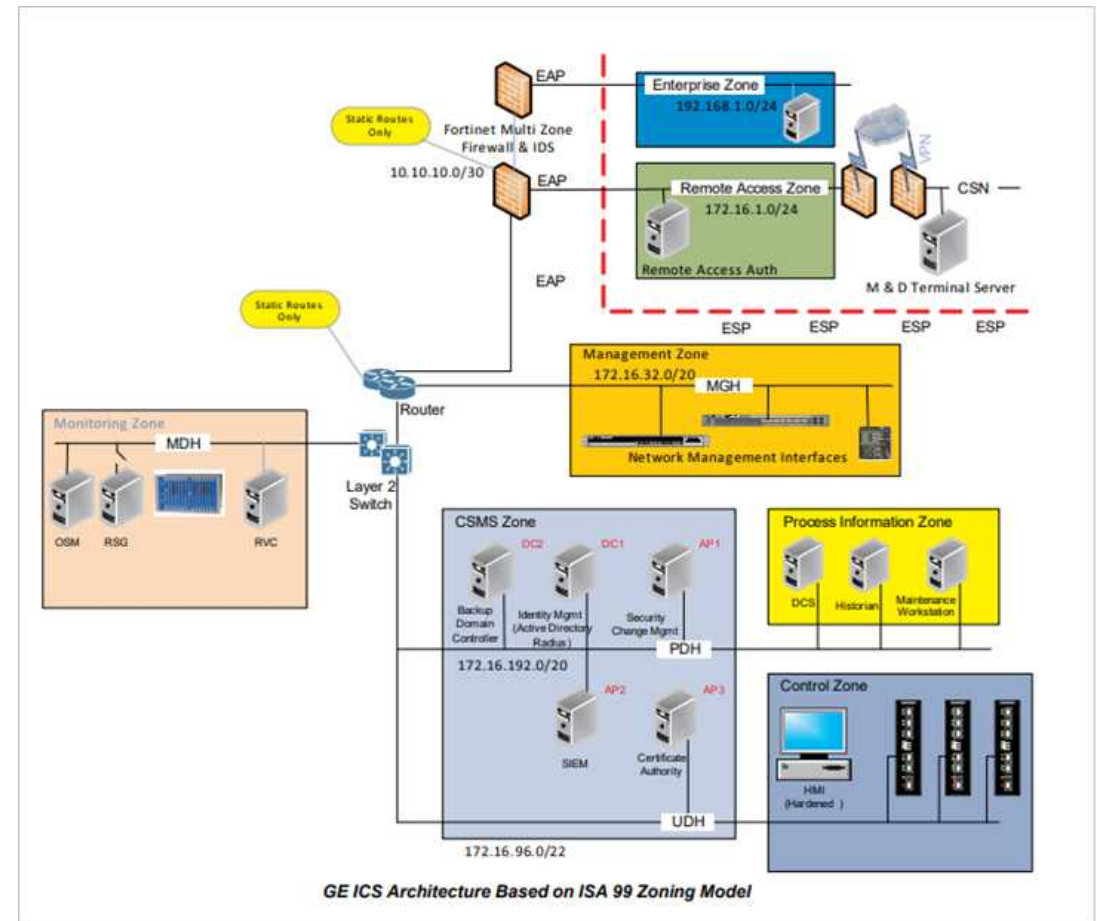 EAP
Enterprise Zone
192.168.1.0/24
Static Routes
Only
Fortinet Multi Zone
Firewall & IDS
10.10.10.0/30
EAP
Remote Access Zone
172.16.1.0/24
VPN
CSN
Remote Access Auth
M & D Terminal Server
EAP
Static Routes
Only
ESP
ESP
ESP
ESP
Management Zone
172.16.32.0/20
MGH
Router
Network Management Interfaces
Monitoring Zone
MDH
Layer 2
Switch
OSM
RSG
RVC
CSMS Zone
DC2
DC1
AP1
Backup
Domain
Controller
Identity Mgmt
(Active Directory
Radius )
Security
Change Mgmt
Process Information Zone
DCS
Historian
Maintenance
Workstation
PDH
172.16.192.0/20
AP2
AP3
SIEM
Certificate
Authority
Control Zone
HMI
(Hardened )
UDH
172.16.96.0/22
GE ICS Architecture Based on ISA 99 Zoning Model